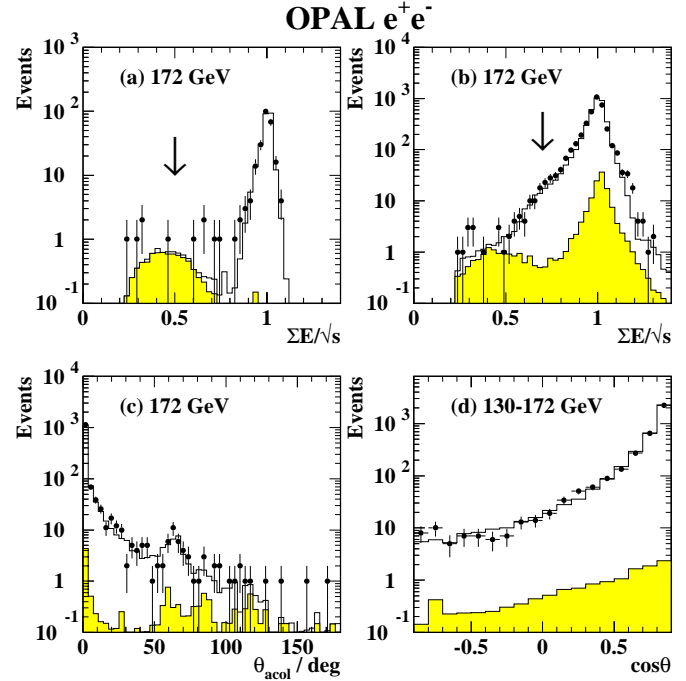 OPAL e⁺e⁻
Events
(a) 172 GeV
10³
10²
10
1
10⁻¹
0
0.5
1
ΣE/√s
Events
(b) 172 GeV
10⁴
10³
10²
10
1
10⁻¹
0
0.5
1
ΣE/√s
Events
(c) 172 GeV
10⁴
10³
10²
10
1
10⁻¹
0
50
100
150
θacol / deg
Events
(d) 130-172 GeV
10³
10²
10
1
10⁻¹
-0.5
0
0.5
cosθ